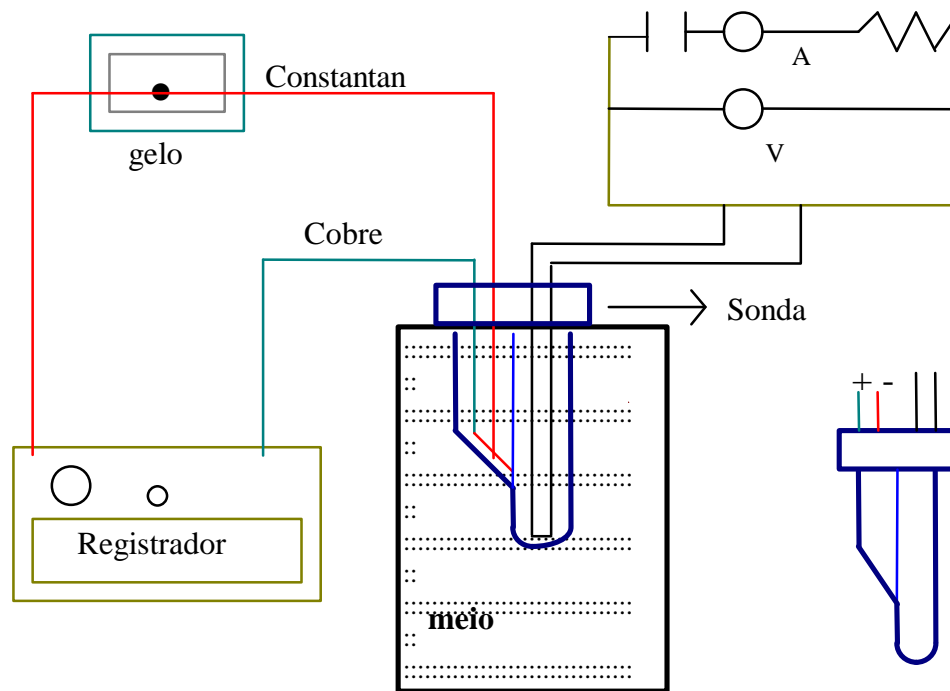 Constantan
A
gelo
V
Cobre
Sonda
+ -
Registrador
meio